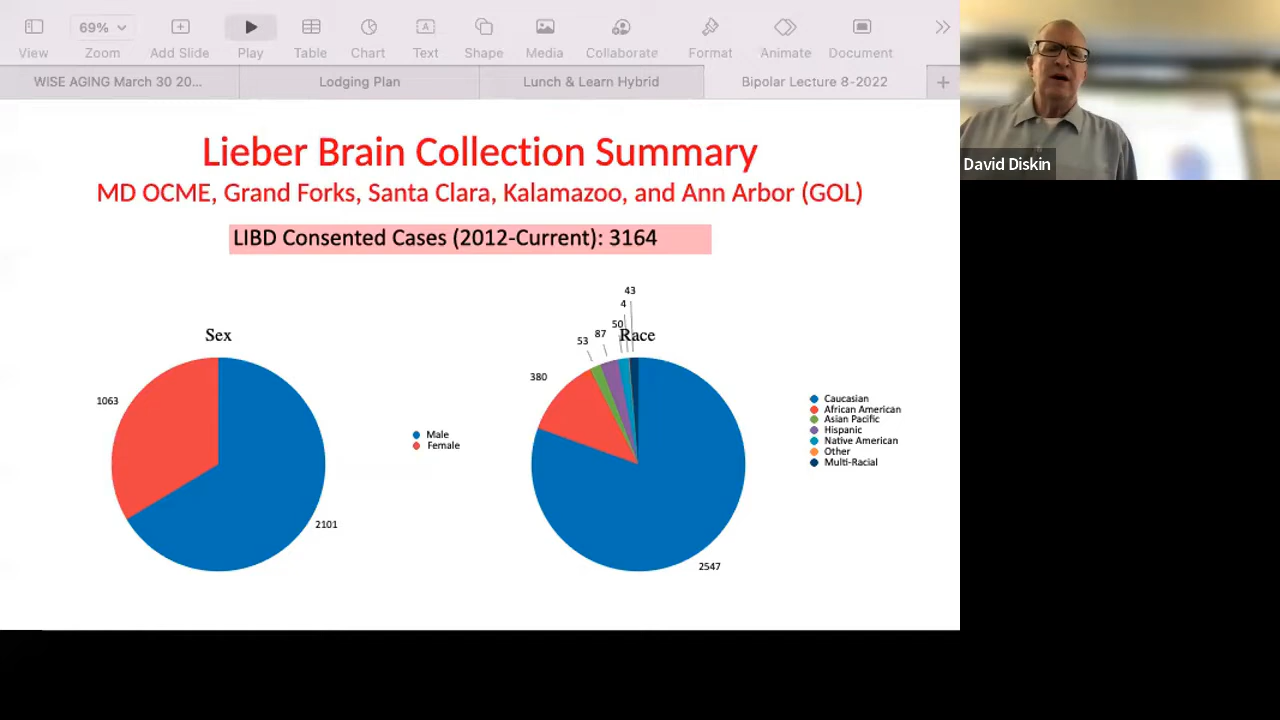 69%
View
Zoom
Add Slide
Play
Table
Chart
Text
Shape
Media
Collaborate
Format
Animate
Document
WISE AGING March 30 20...
Lodging Plan
Lunch & Learn Hybrid
Bipolar Lecture 8-2022
David Diskin
Lieber Brain Collection Summary
MD OCME, Grand Forks, Santa Clara, Kalamazoo, and Ann Arbor (GOL)
LIBD Consented Cases (2012-Current): 3164
Sex
1063
2101
Male
Female
Race
43
4
50
87
53
380
2547
Caucasian
African American
Asian Pacific
Hispanic
Native American
Other
Multi-Racial